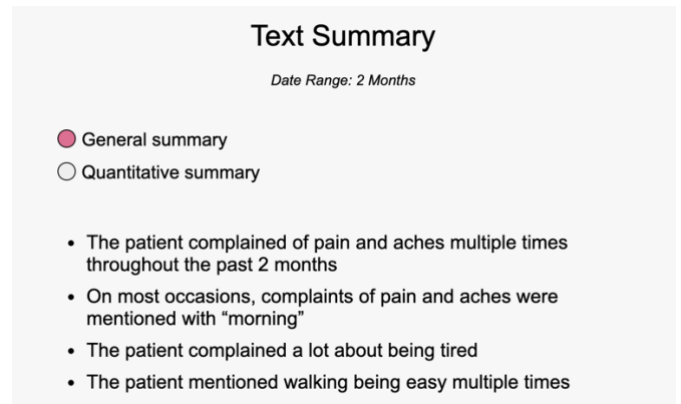 Text Summary
Date Range: 2 Months
General summary
Quantitative summary
• The patient complained of pain and aches multiple times
throughout the past 2 months
• On most occasions, complaints of pain and aches were
mentioned with “morning”
• The patient complained a lot about being tired
• The patient mentioned walking being easy multiple times